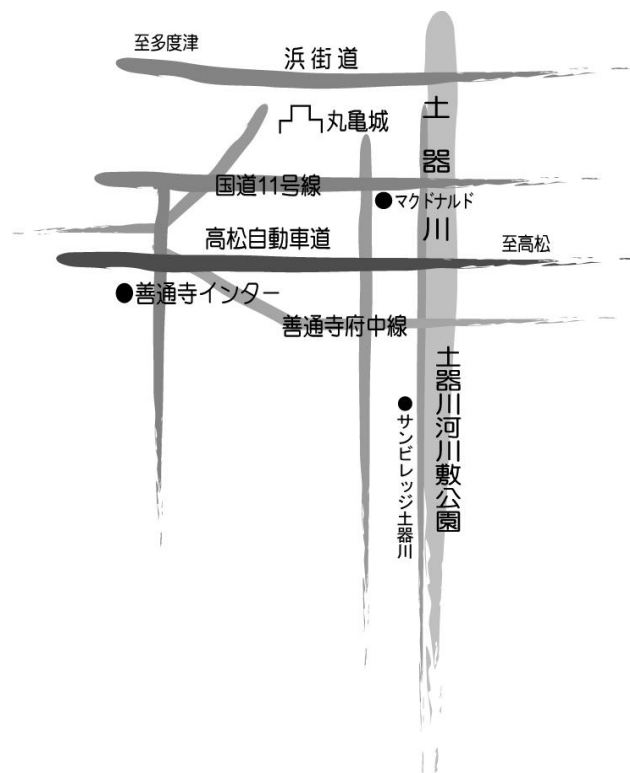 至多度津
浜街道
丸亀城
土器川
国道11号線
マクドナルド
高松自動車道
至高松
善通寺インター
善通寺府中線
土器川河川敷公園
サンビレッジ土器川